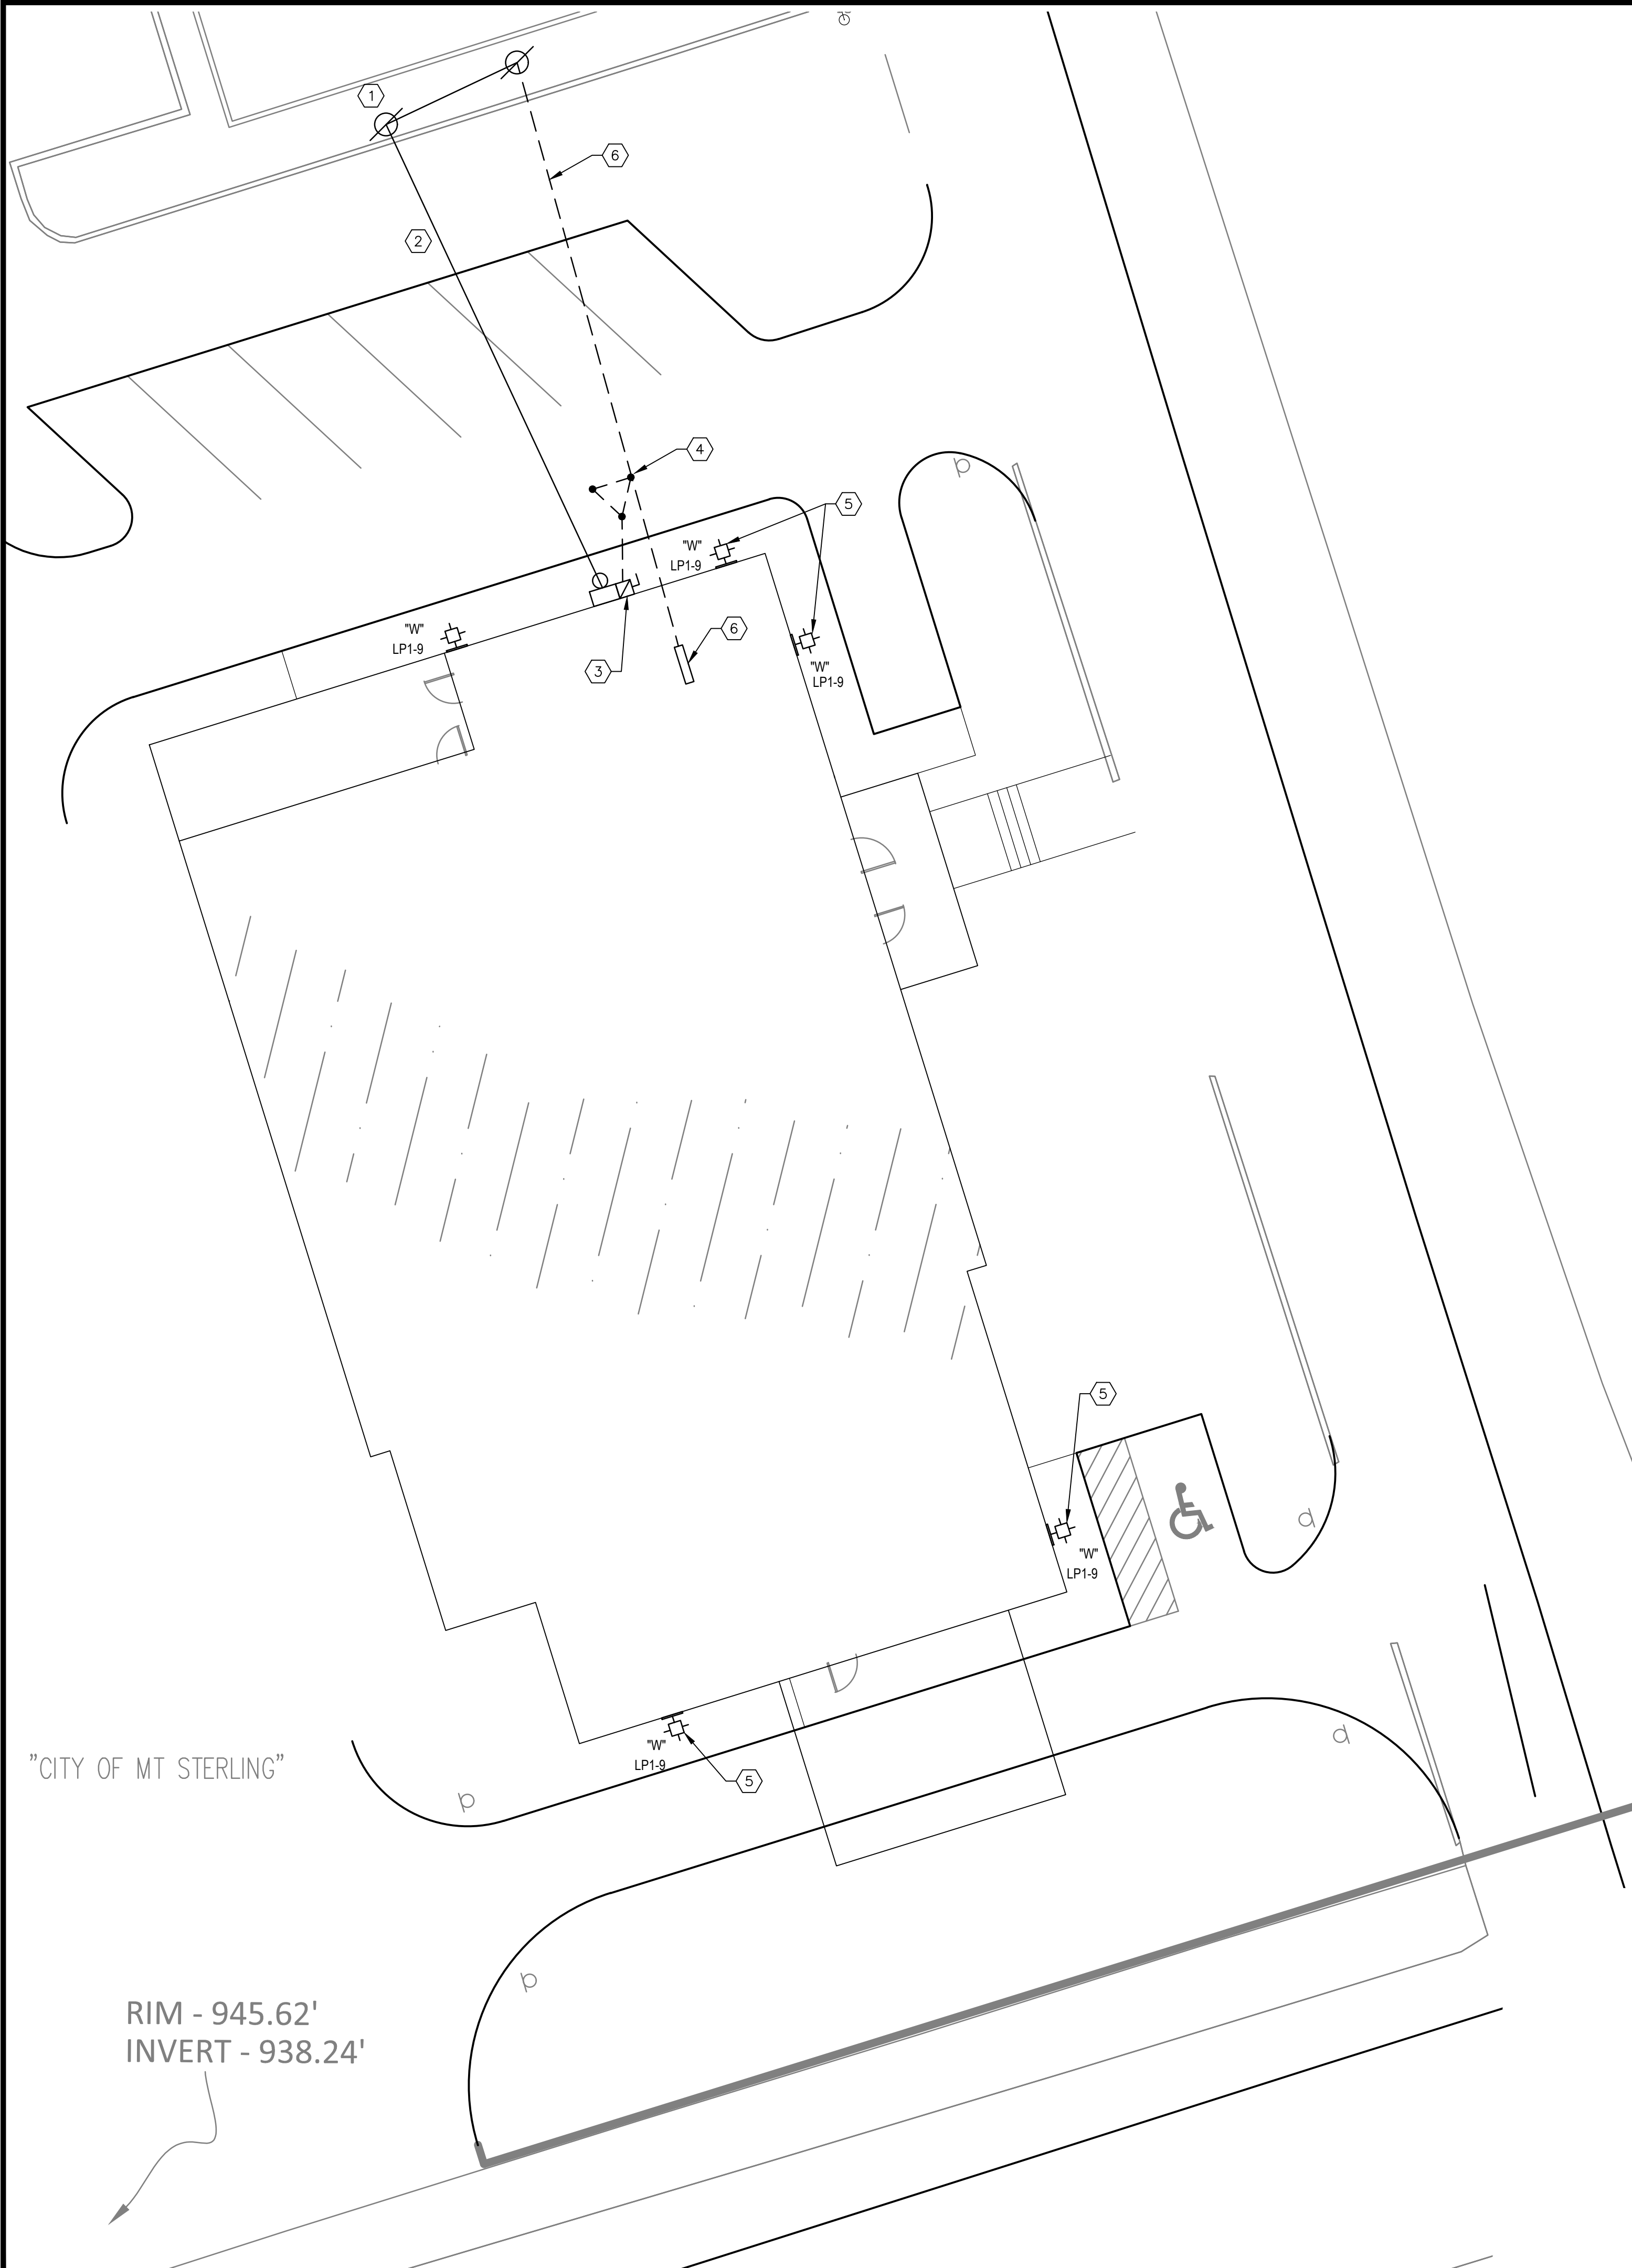 1
6
2
4
5
"W"
LP1-9
"W"
LP1-9
6
3
"W"
LP1-9
5
"W"
LP1-9
"W"
LP1-9
5
"CITY OF MT STERLING"
RIM - 945.62'
INVERT - 938.24'